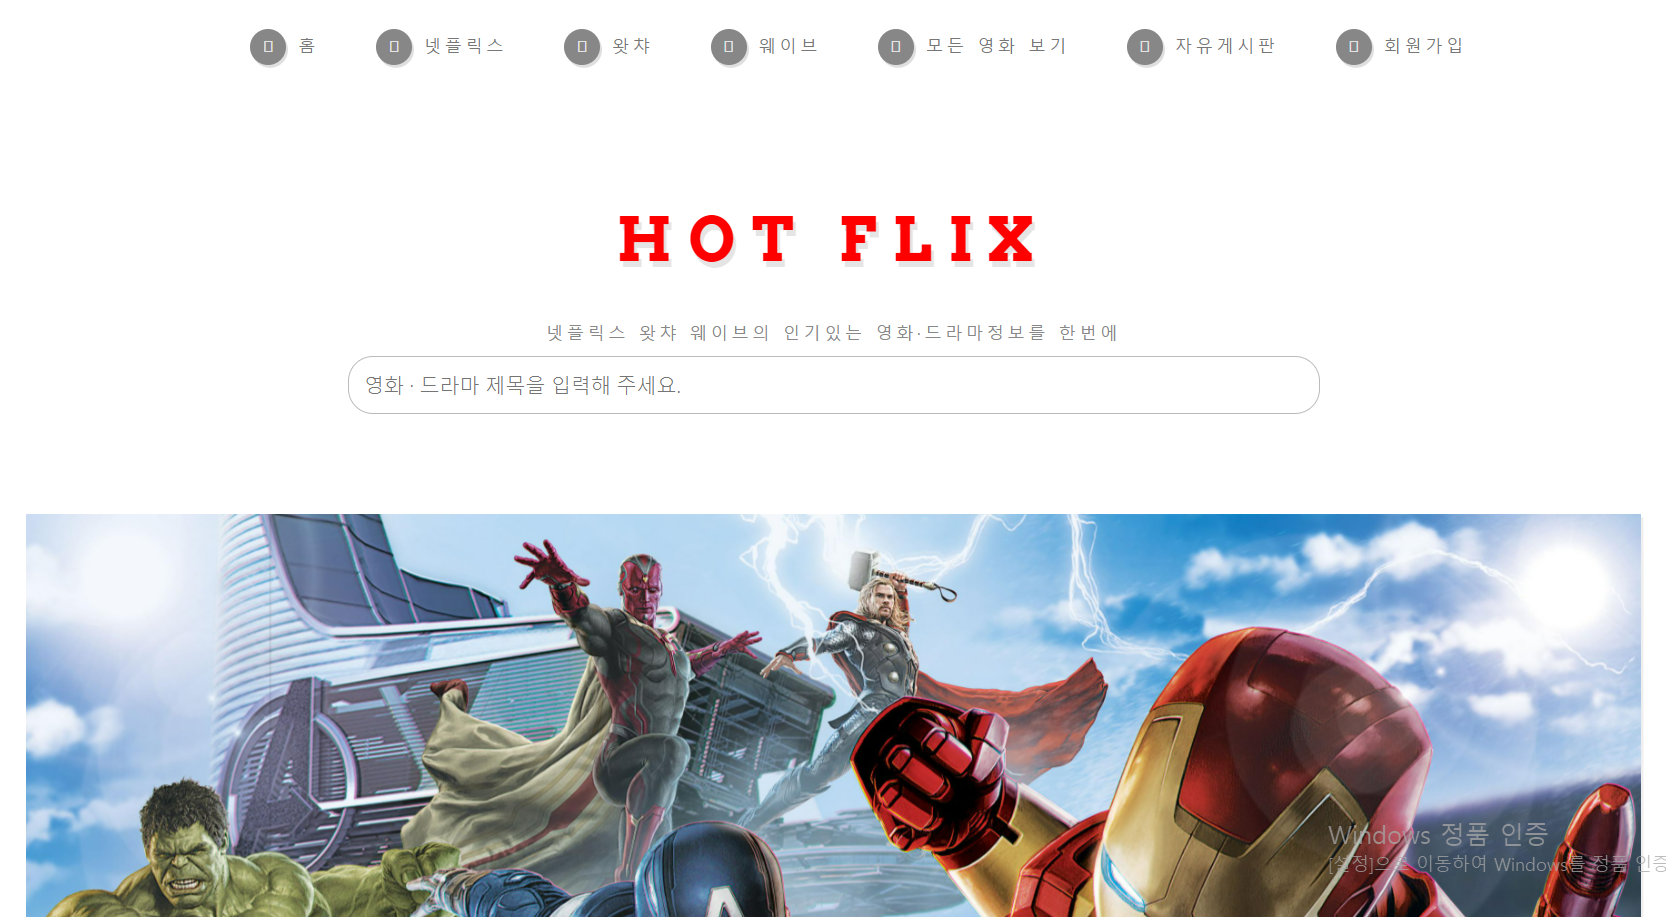 홈 넷플릭스 왓챠 웨이브 모든 영화 보기 자유게시판 회원가입
HOT FLIX
넷플릭스 왓챠 웨이브의 인기있는 영화·드라마정보를 한번에
영화 · 드라마 제목을 입력해 주세요.
Windows 정품 인증
[설정]으로 이동하여 Windows를 정품 인증